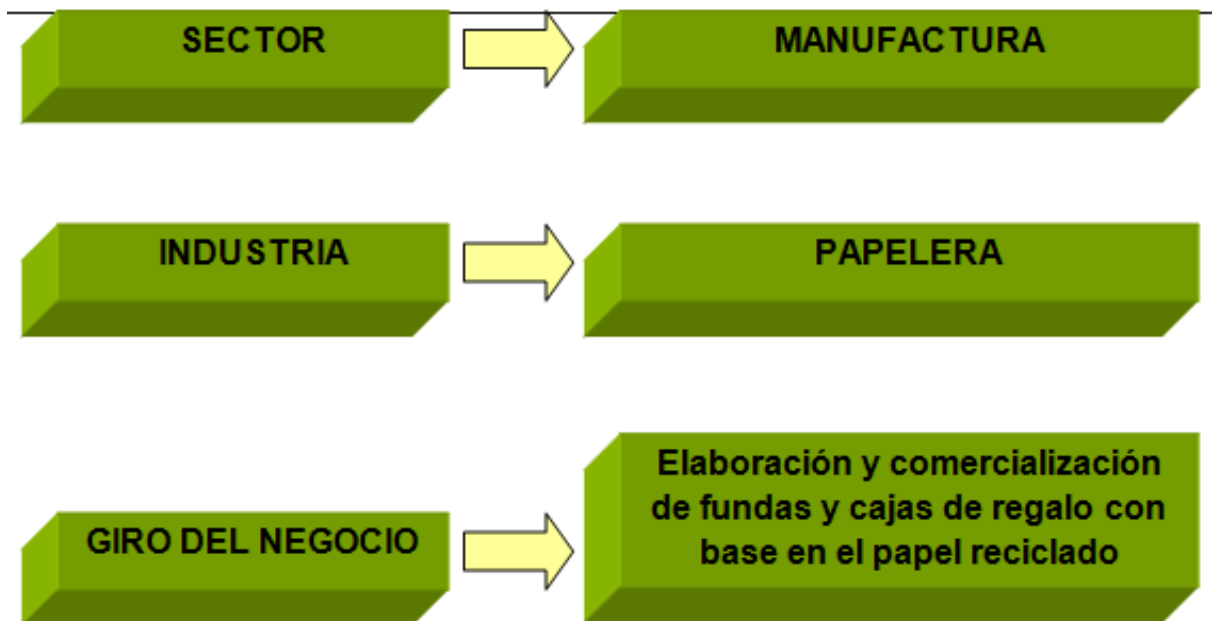 SECTOR
MANUFACTURA
INDUSTRIA
PAPELERA
GIRO DEL NEGOCIO
Elaboración y comercialización
de fundas y cajas de regalo con
base en el papel reciclado